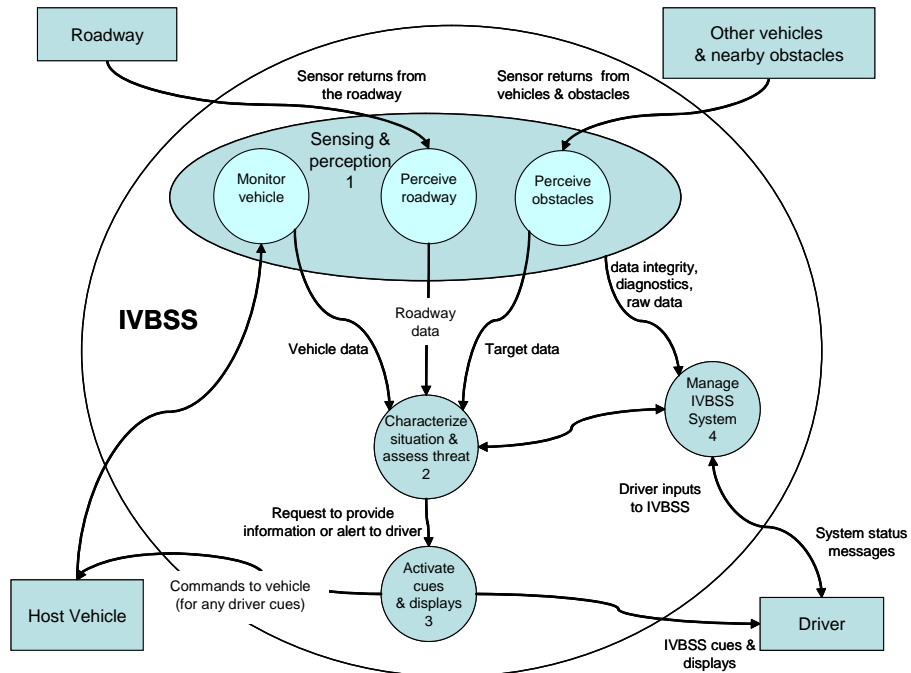 Roadway
Other vehicles
& nearby obstacles
Sensor returns from
the roadway
Sensor returns from
vehicles & obstacles
Sensing &
perception
1
Monitor
vehicle
Perceive
roadway
Perceive
obstacles
data integrity,
diagnostics,
raw data
IVBSS
Roadway
data
Vehicle data
Target data
Manage
IVBSS
System
4
Characterize
situation &
assess threat
2
Driver inputs
to IVBSS
Request to provide
information or alert to driver
System status
messages
Activate
cues
& displays
3
Commands to vehicle
(for any driver cues)
Host Vehicle
Driver
IVBSS cues &
displays